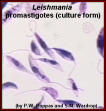 Leishmania
promastigotes (culture form)
(by P.W. Pappas and S.M. Wardrop)